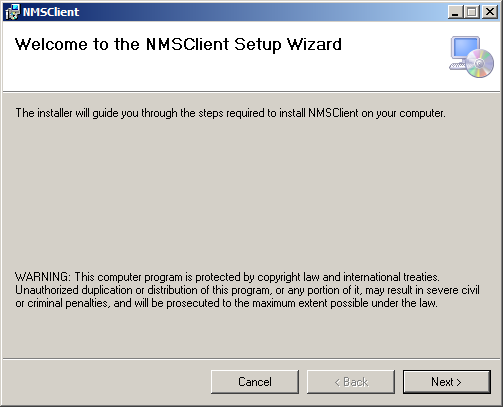 NMSClient
Welcome to the NMSClient Setup Wizard
The installer will guide you through the steps required to install NMSClient on your computer.
WARNING: This computer program is protected by copyright law and international treaties.
Unauthorized duplication or distribution of this program, or any portion of it, may result in severe civil
or criminal penalties, and will be prosecuted to the maximum extent possible under the law.
Cancel
< Back
Next >